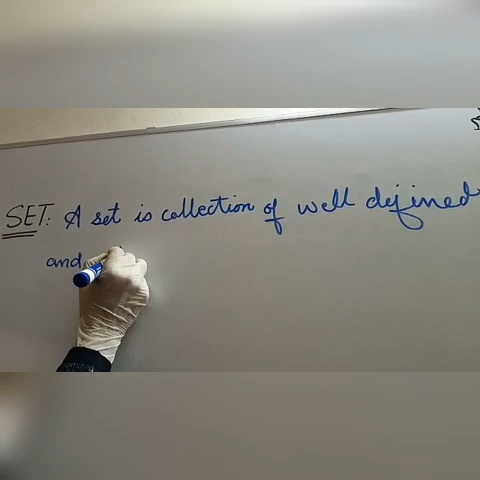 SET: A set is collection of well defined
and